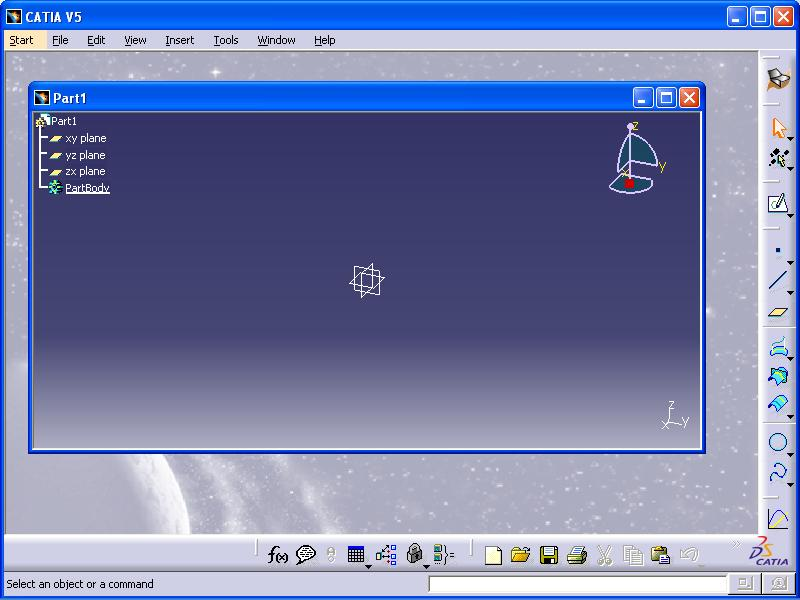 CATIA V5
Start File Edit View Insert Tools Window Help
Part1
Part1
xy plane
yz plane
zx plane
PartBody
z
y
x
z
x y
f(x)
DS
CATIA
Select an object or a command